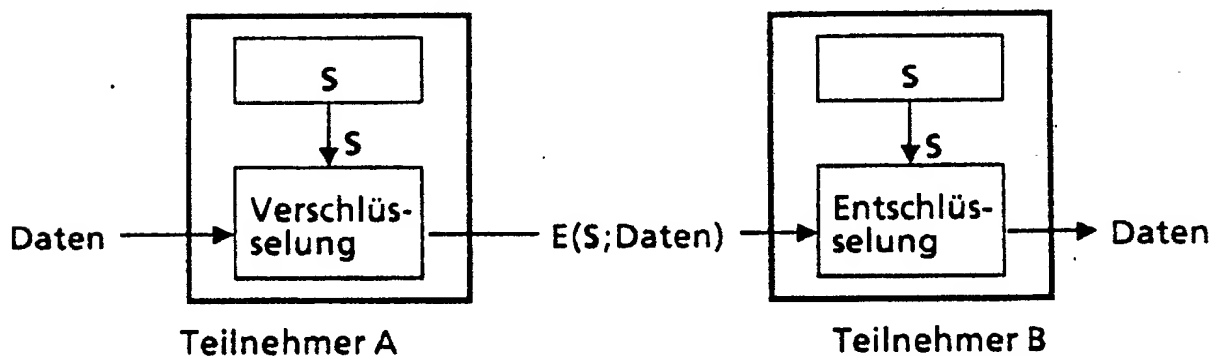 S
S
S
S
Verschlüs-
selung
Entschlüs-
selung
Daten
E(S;Daten)
Daten
Teilnehmer A
Teilnehmer B